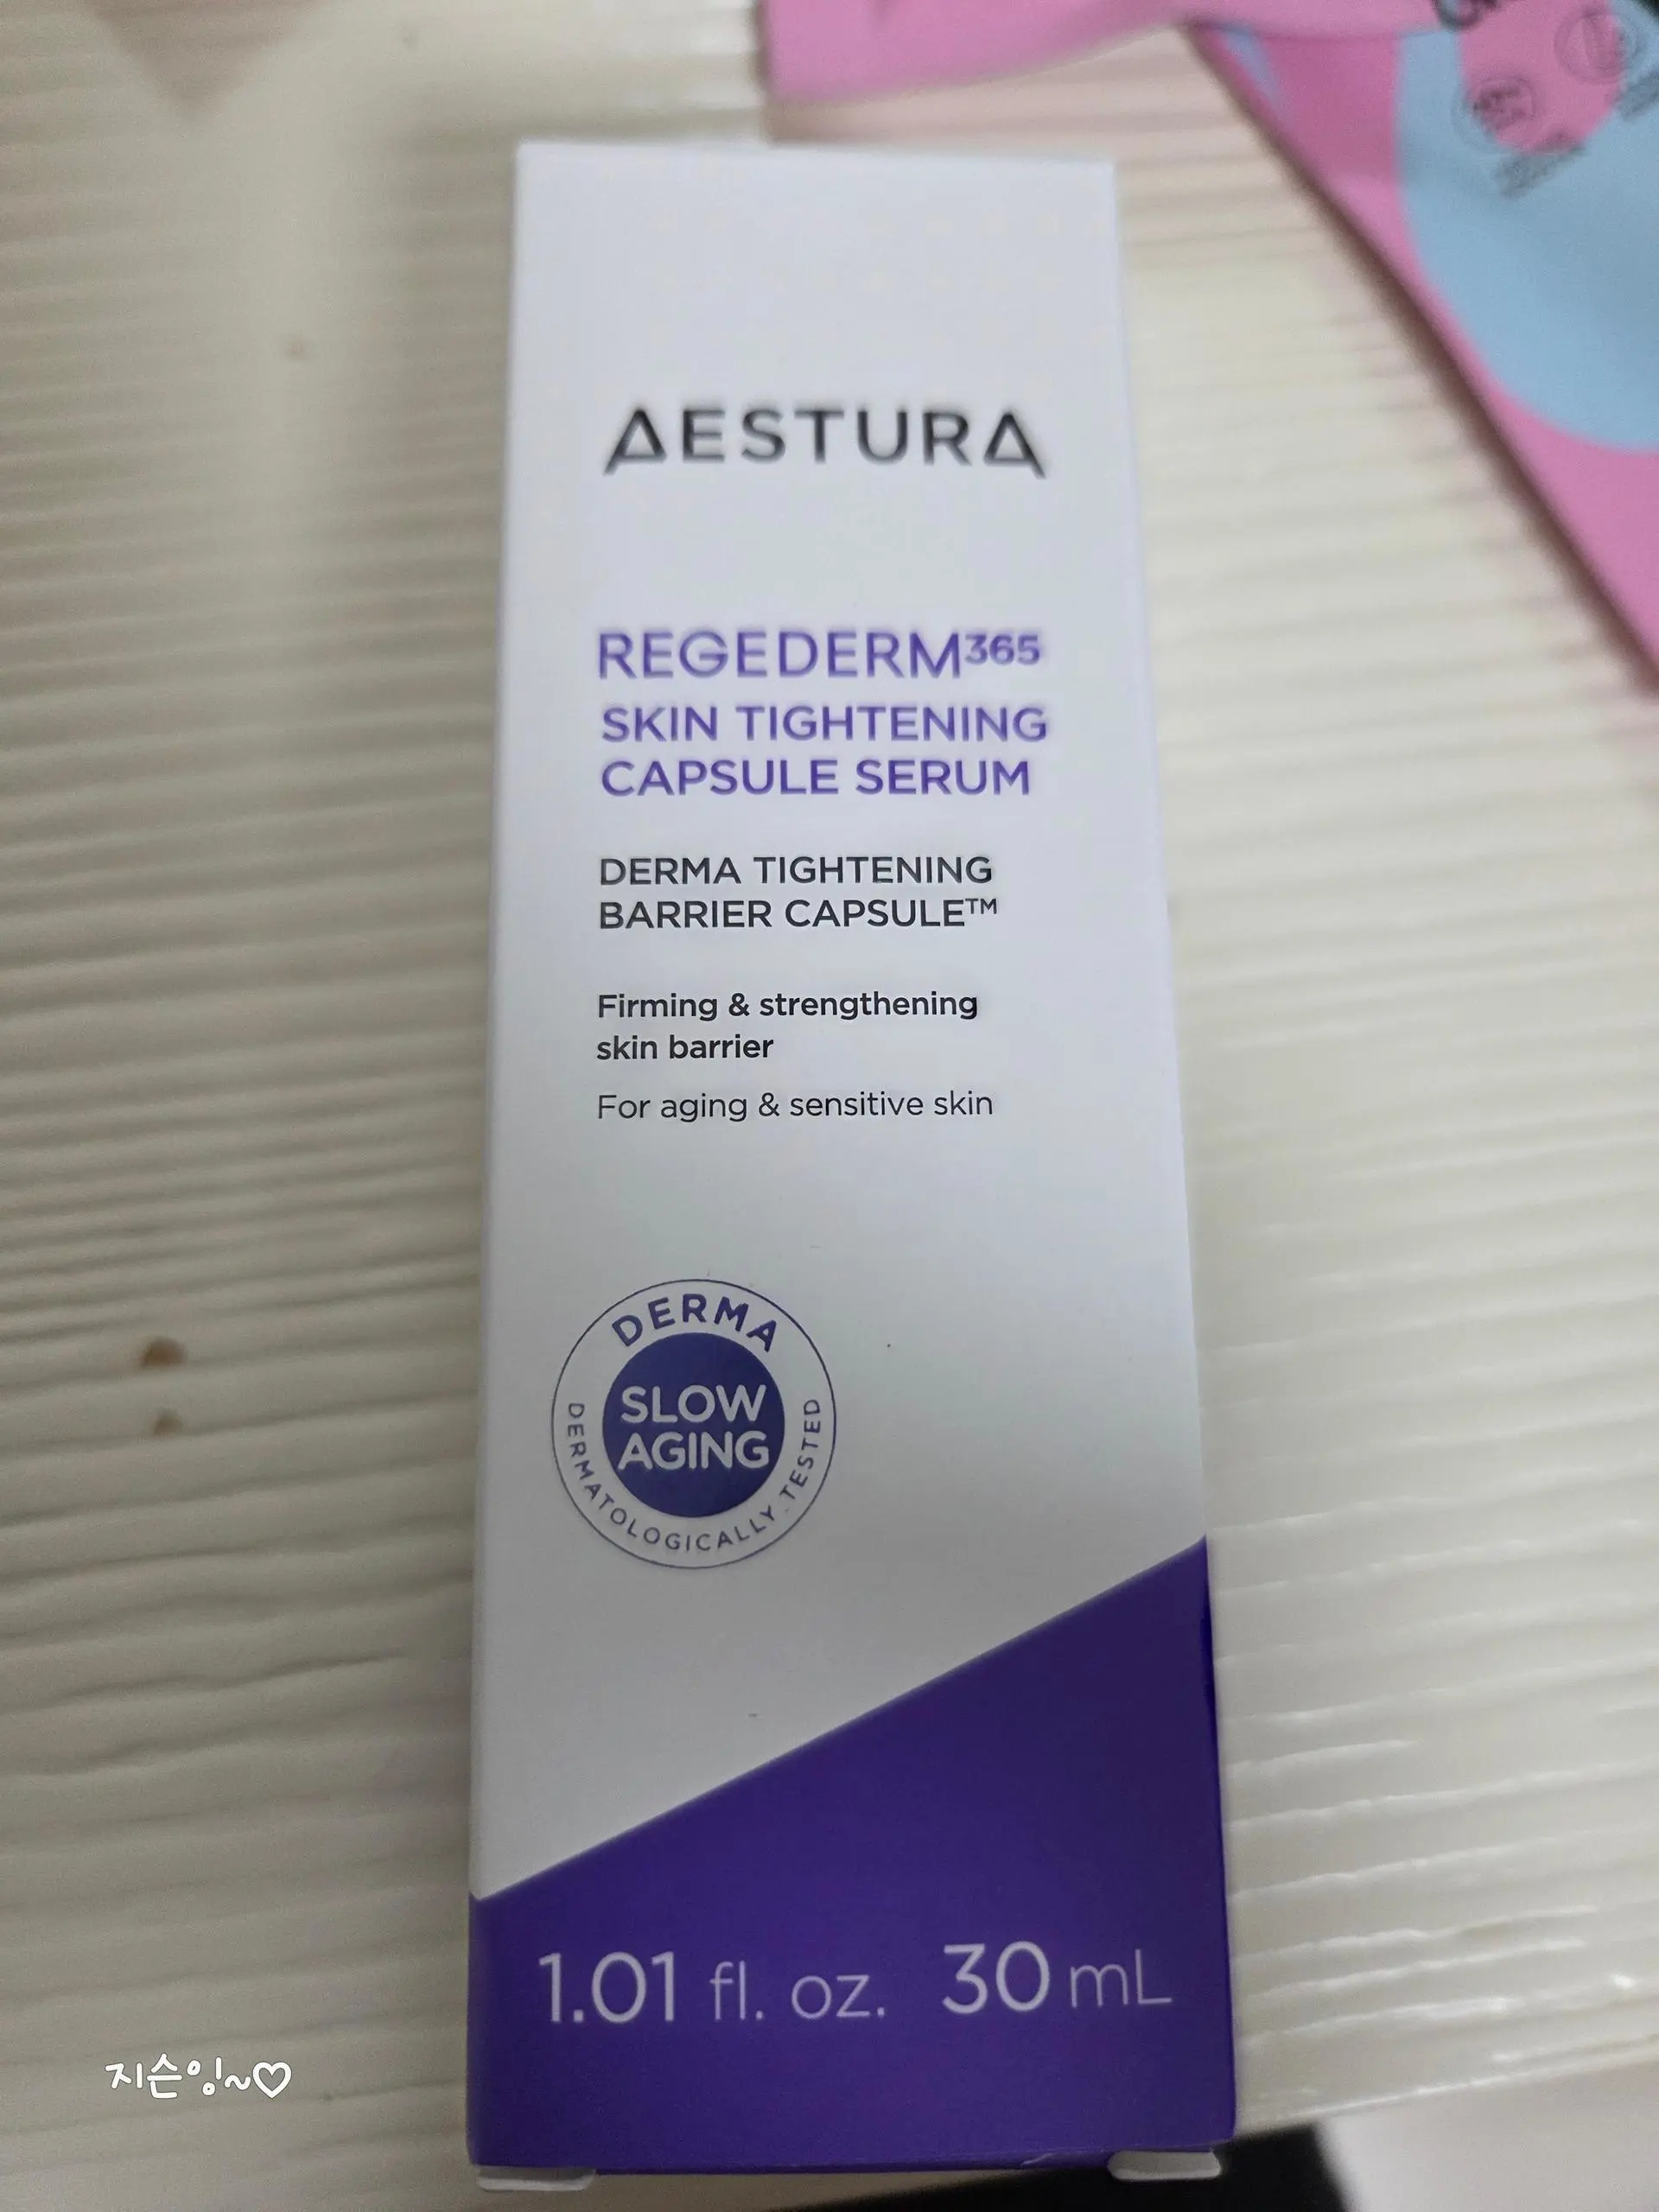 AESTURA
REGEDERM365
SKIN TIGHTENING
CAPSULE SERUM
DERMA TIGHTENING
BARRIER CAPSULE™
Firming & strengthening
skin barrier
For aging & sensitive skin
DERMA
SLOW
AGING
DERMATOLOGICALLY TESTED
1.01 fl. oz. 30 mL
지슨잉~♡